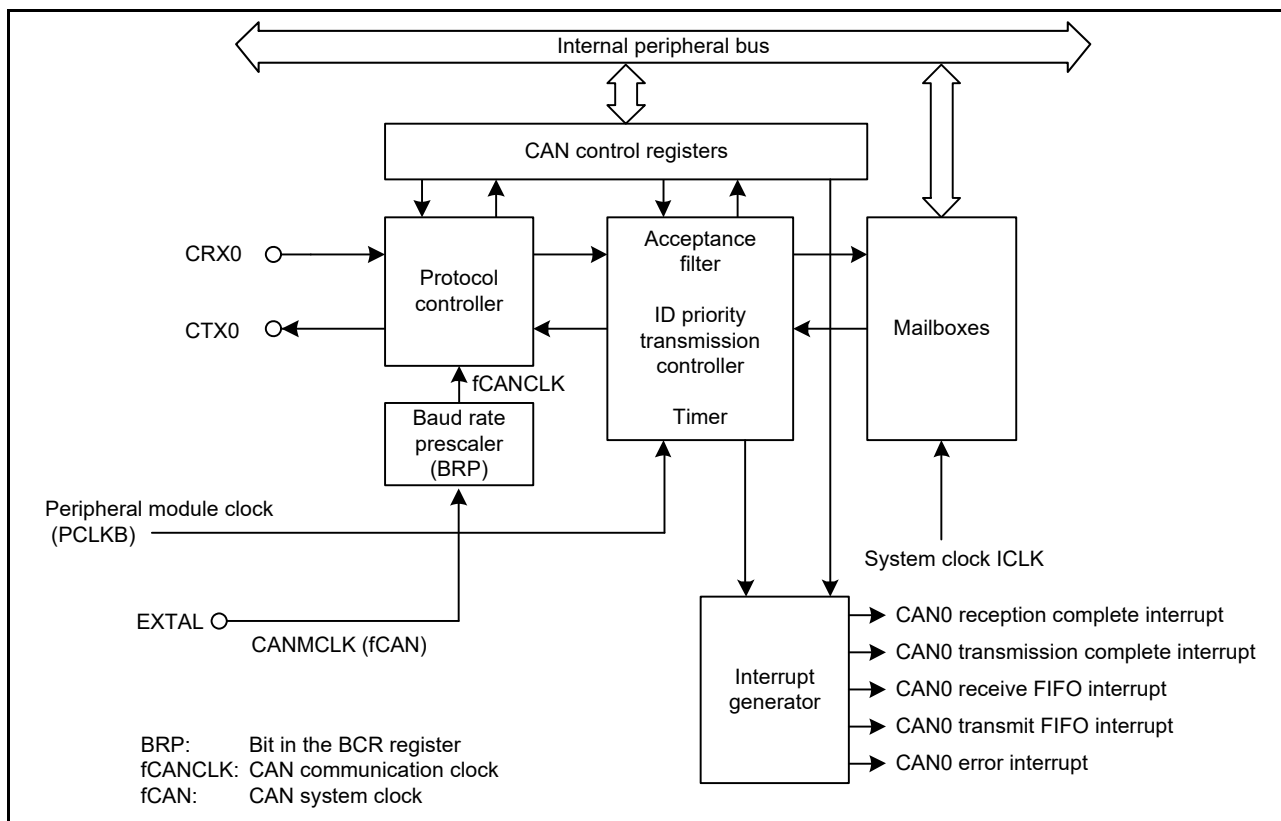 Internal peripheral bus
CAN control registers
CRX0
CTX0
Protocol
controller
Acceptance
filter
ID priority
transmission
controller
Timer
Mailboxes
fCANCLK
Baud rate
prescaler
(BRP)
Peripheral module clock
(PCLKB)
System clock ICLK
EXTAL
CANMCLK (fCAN)
Interrupt
generator
CAN0 reception complete interrupt
CAN0 transmission complete interrupt
CAN0 receive FIFO interrupt
CAN0 transmit FIFO interrupt
CAN0 error interrupt
BRP: Bit in the BCR register
fCANCLK: CAN communication clock
fCAN: CAN system clock